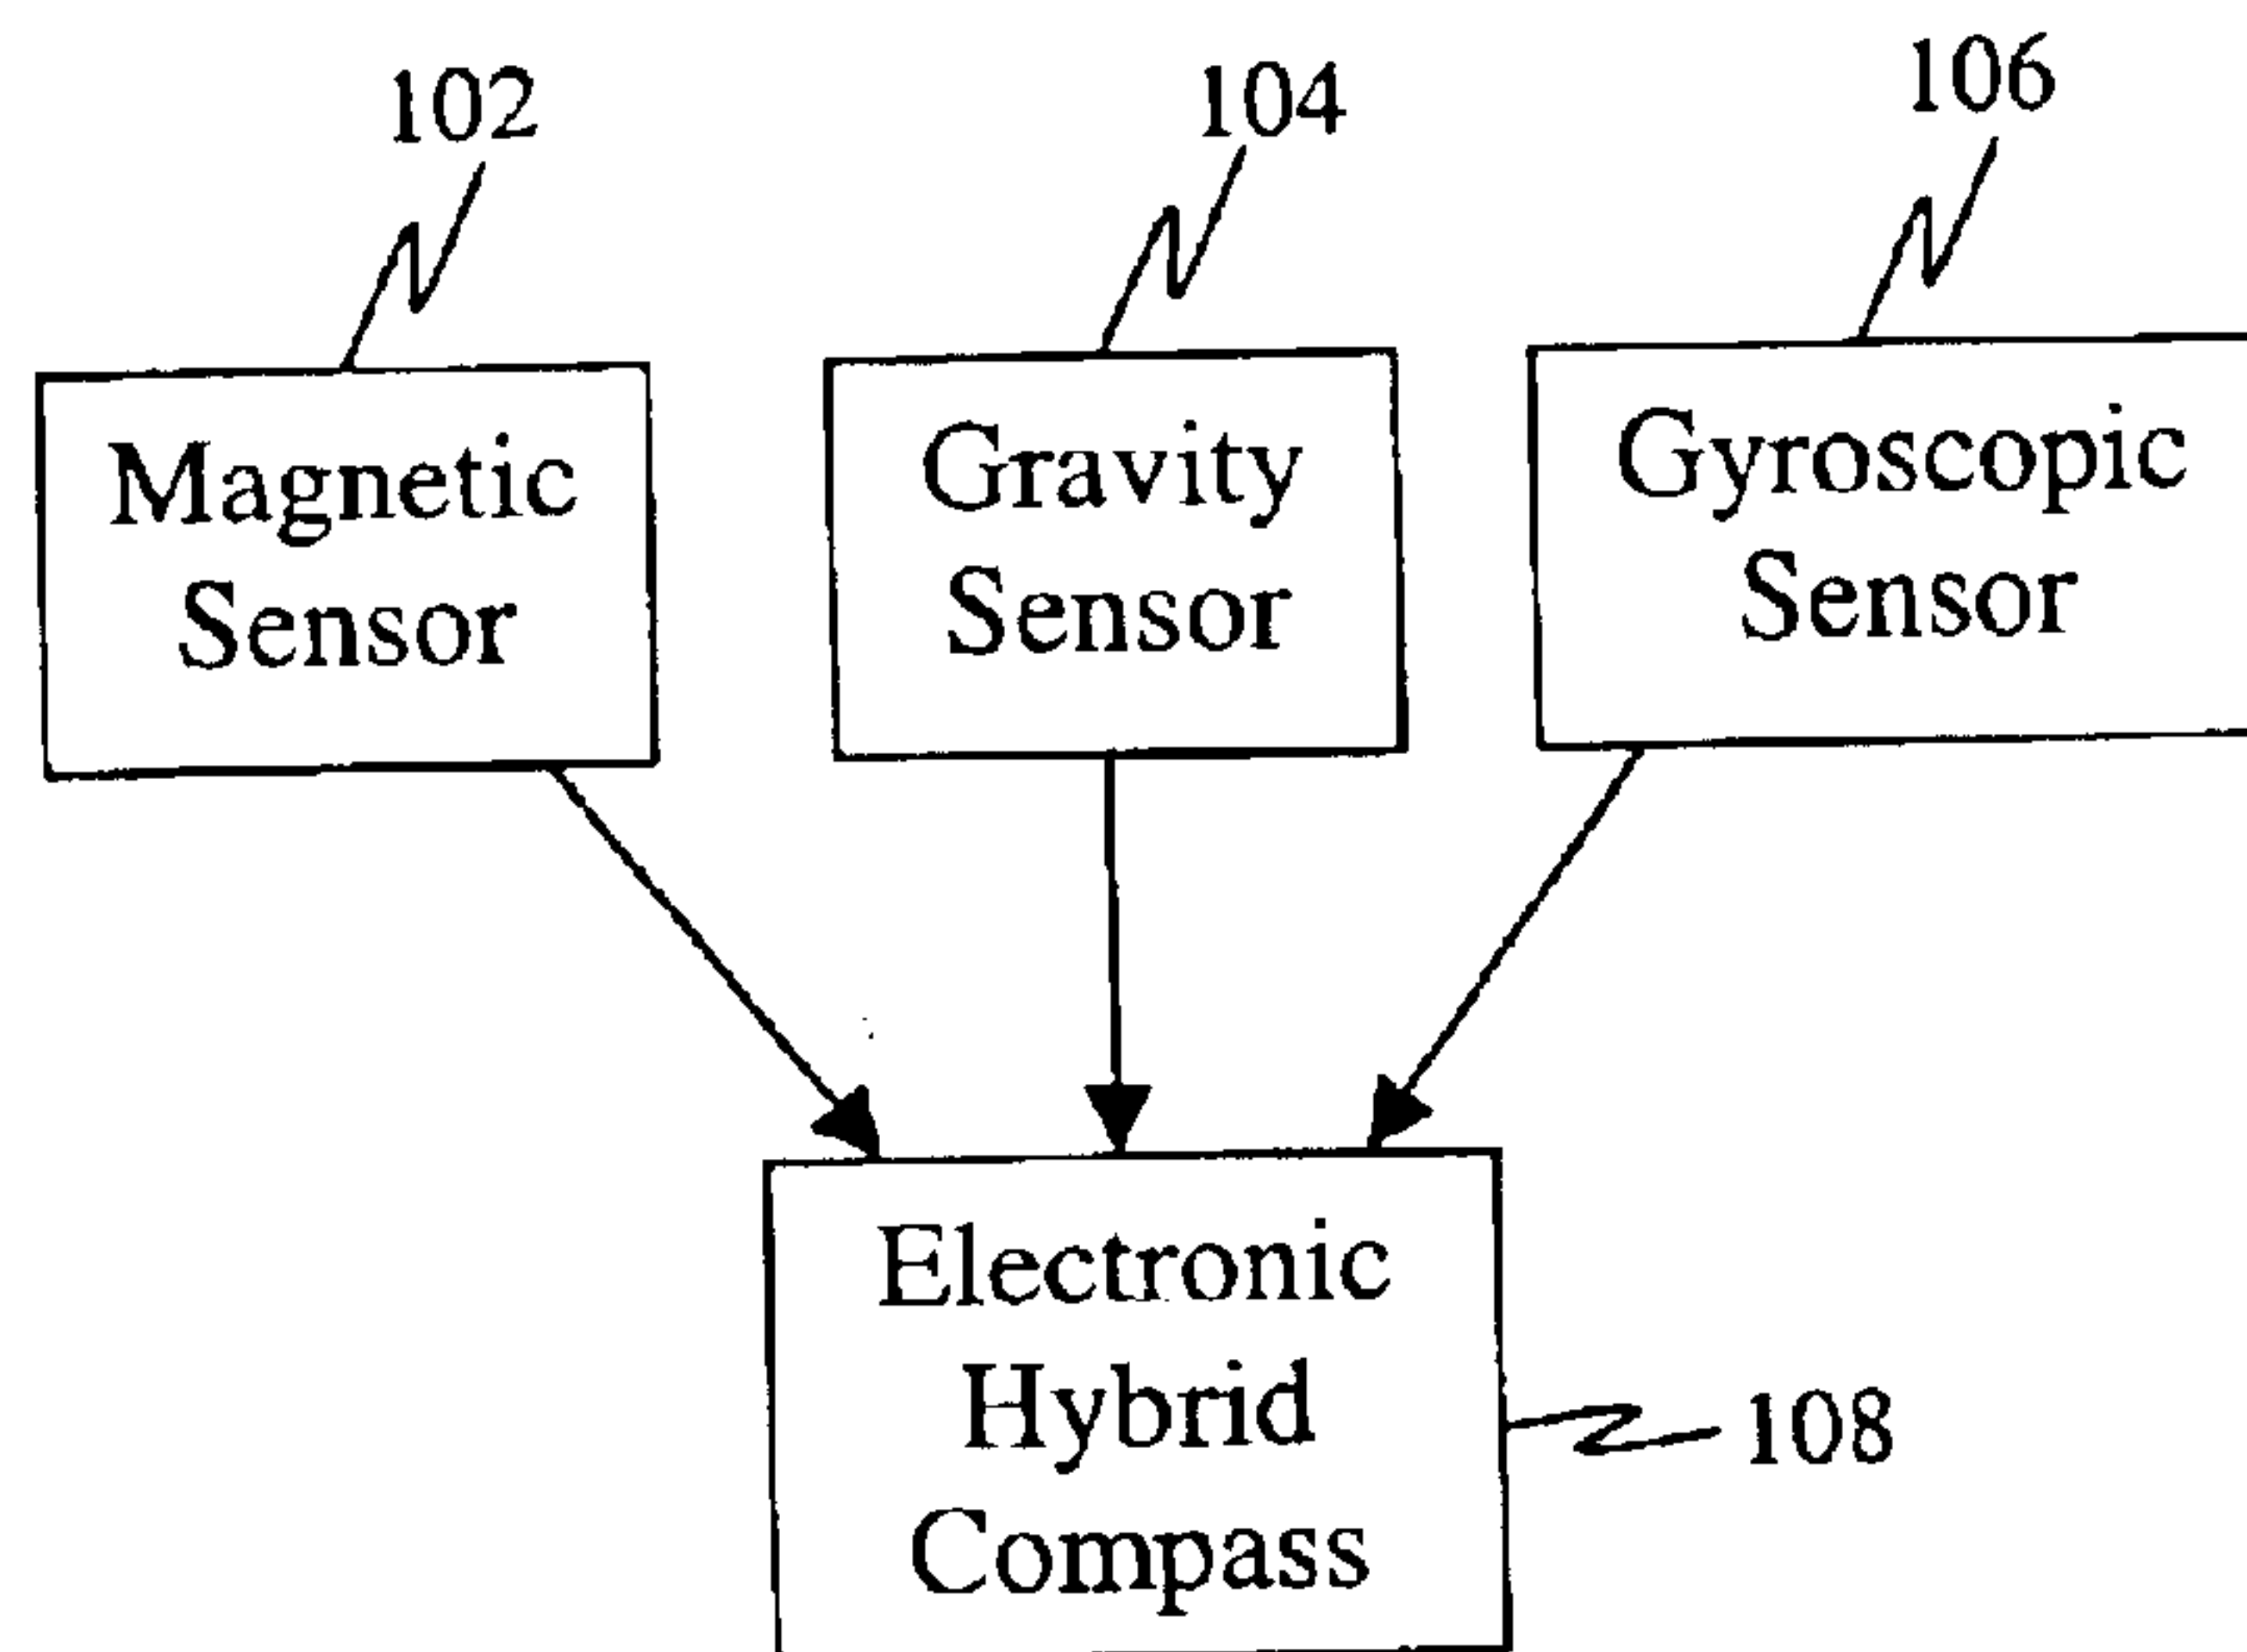 102
104
106
Magnetic
Sensor
Gravity
Sensor
Gyroscopic
Sensor
Electronic
Hybrid
Compass
108